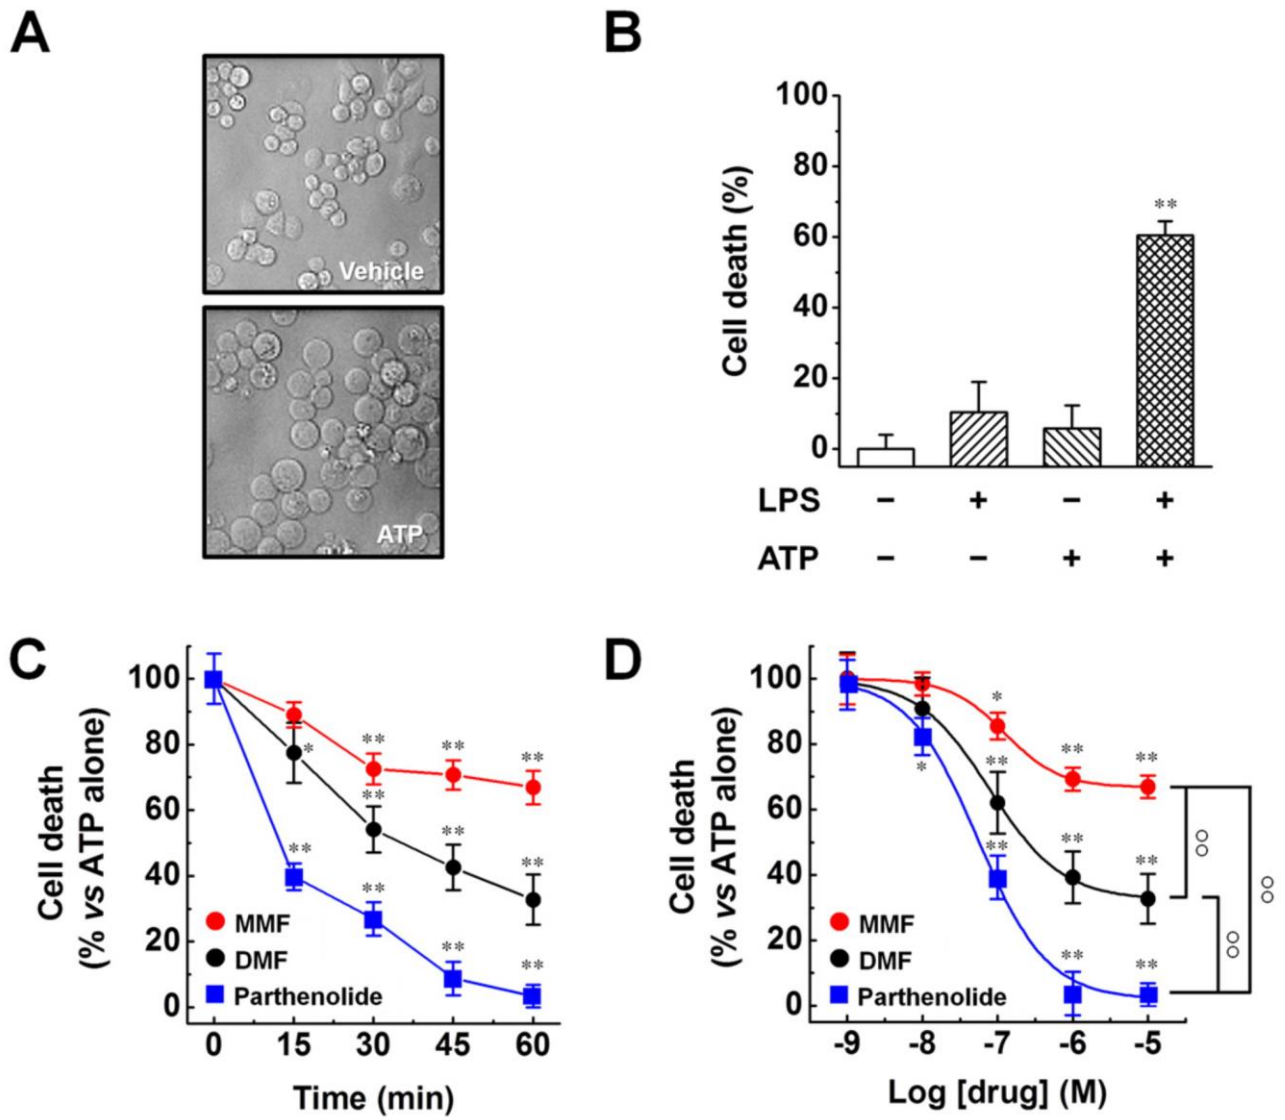 A
Vehicle
ATP
B
Cell death (%)
100
80
60
40
20
0
**
LPS - + - +
ATP - - + +
C
Cell death
(% vs ATP alone)
100
80
60
40
20
0
*
**
**
**
**
**
**
**
**
**
**
MMF
DMF
Parthenolide
0 15 30 45 60
Time (min)
D
Cell death
(% vs ATP alone)
100
80
60
40
20
0
*
*
**
**
**
**
**
**
**
**
MMF
DMF
Parthenolide
-9 -8 -7 -6 -5
Log [drug] (M)
○○
○○
○○